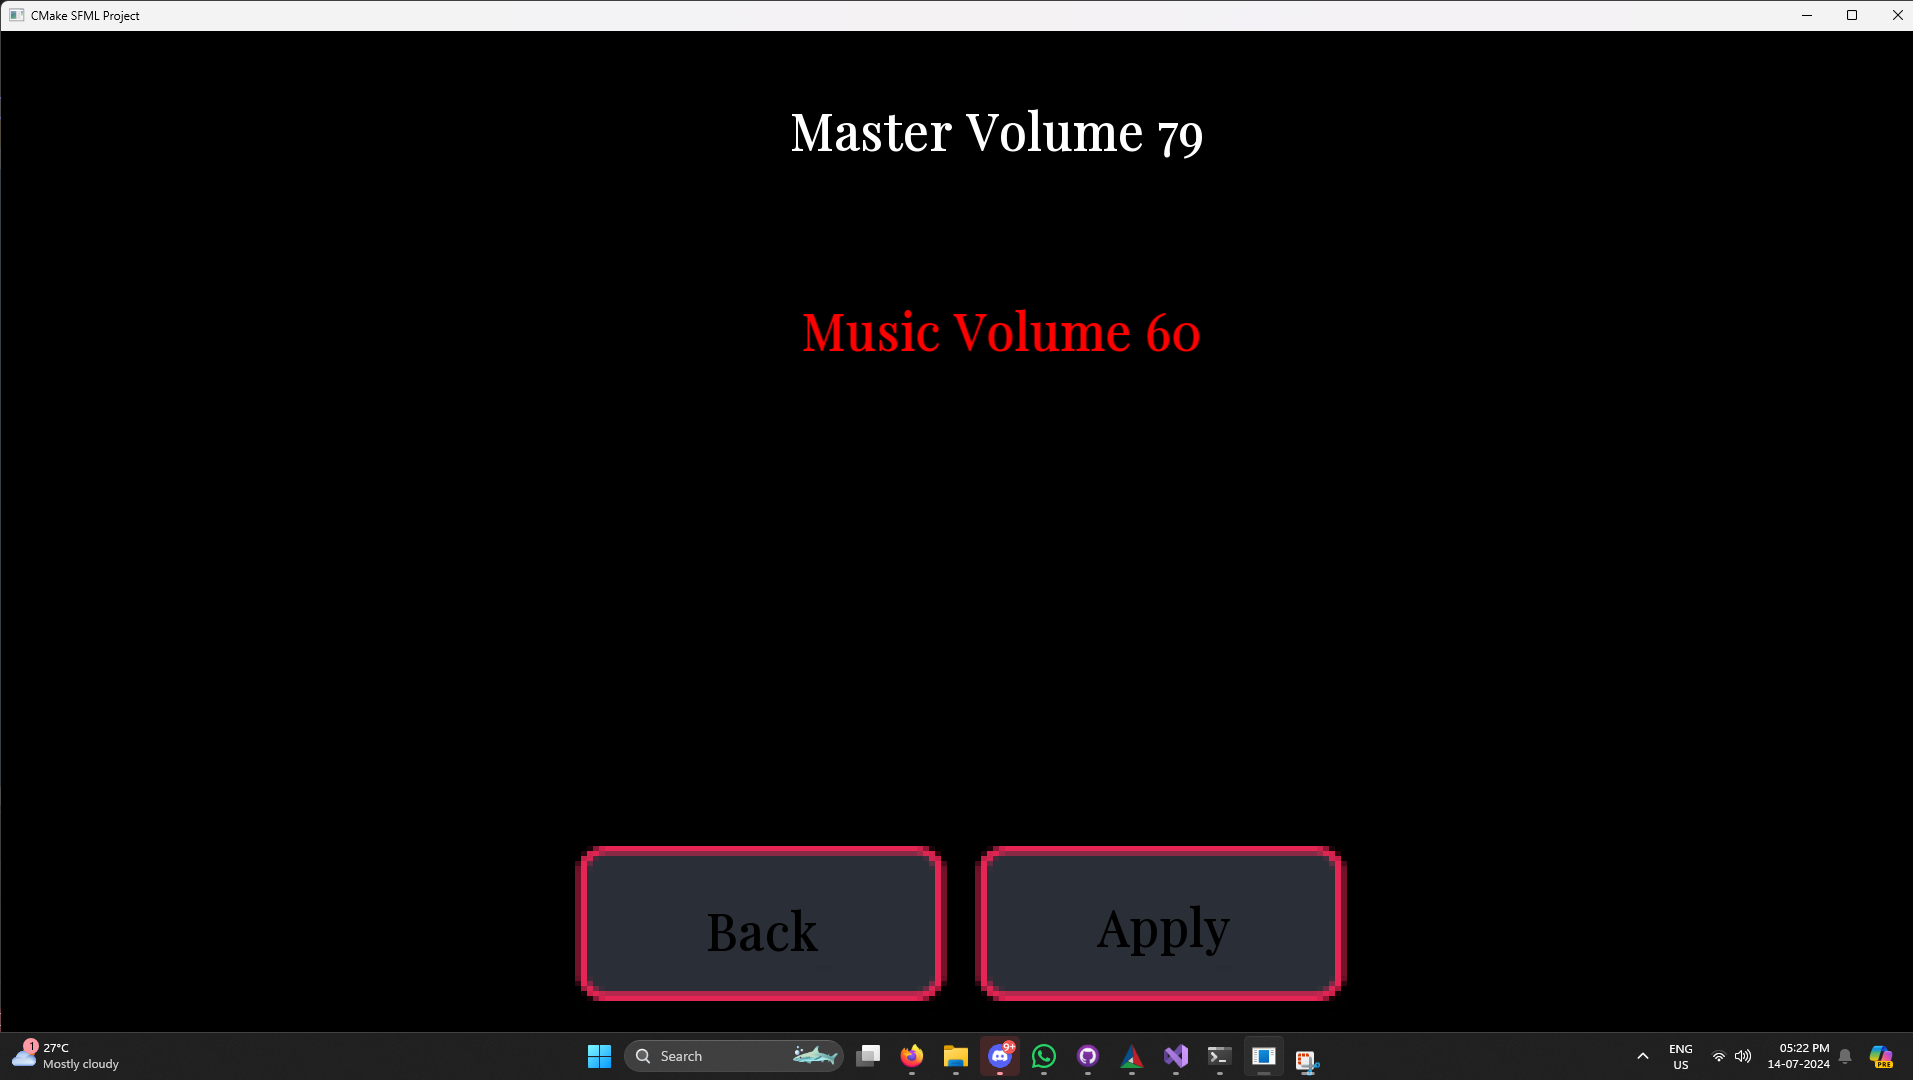 CMake SFML Project
Master Volume 79
Music Volume 60
Back
Apply
1
27°C
Mostly cloudy
Search
9+
ENG
US
05:22 PM
14-07-2024
PRE